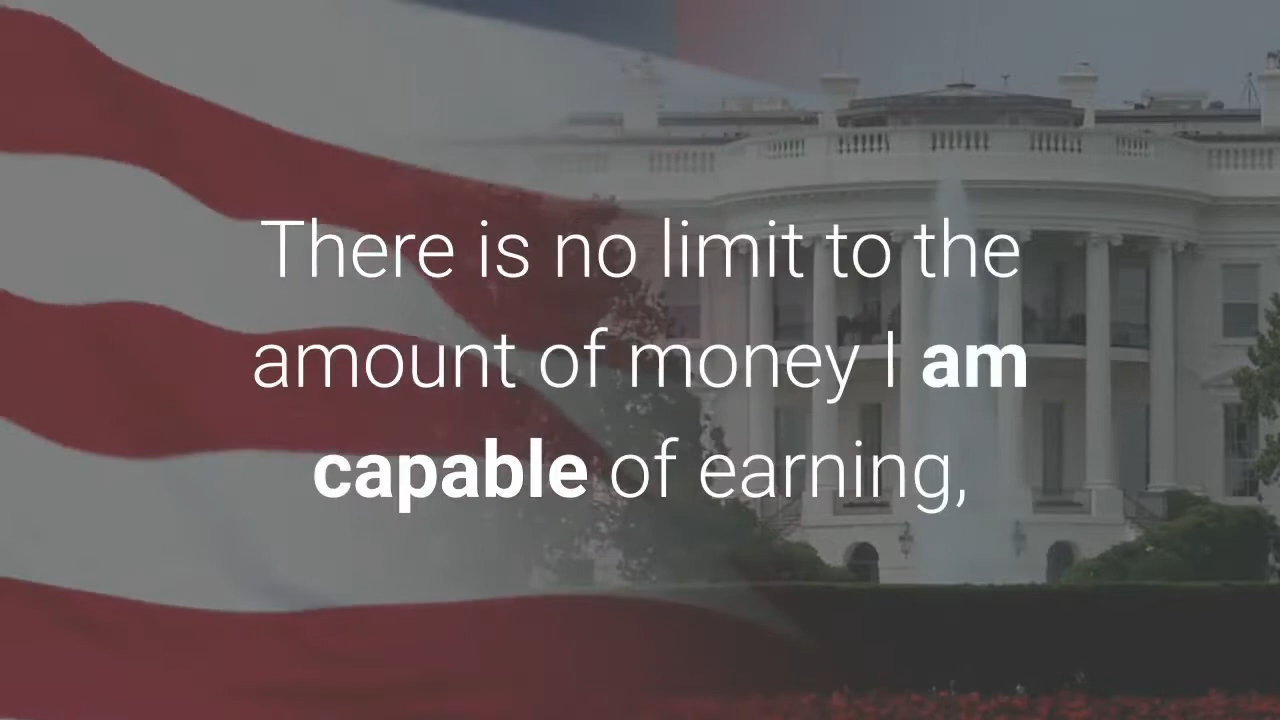 There is no limit to the
amount of money I am
capable of earning,